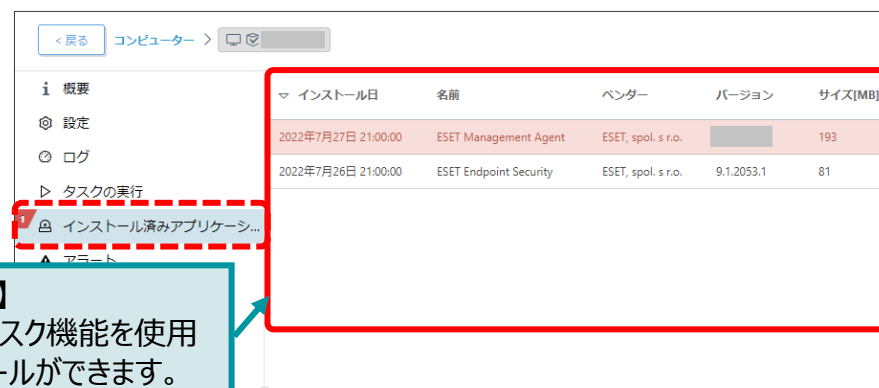 <戻る コンピューター >
概要
設定
ログ
タスクの実行
1 インストール済みアプリケーシ...
アラート
インストール日 名前 ベンダー バージョン サイズ[MB]
2022年7月27日 21:00:00 ESET Management Agent ESET, spol. s r.o. 193
2022年7月26日 21:00:00 ESET Endpoint Security ESET, spol. s r.o. 9.1.2053.1 81
】
スク機能を使用
ールができます。